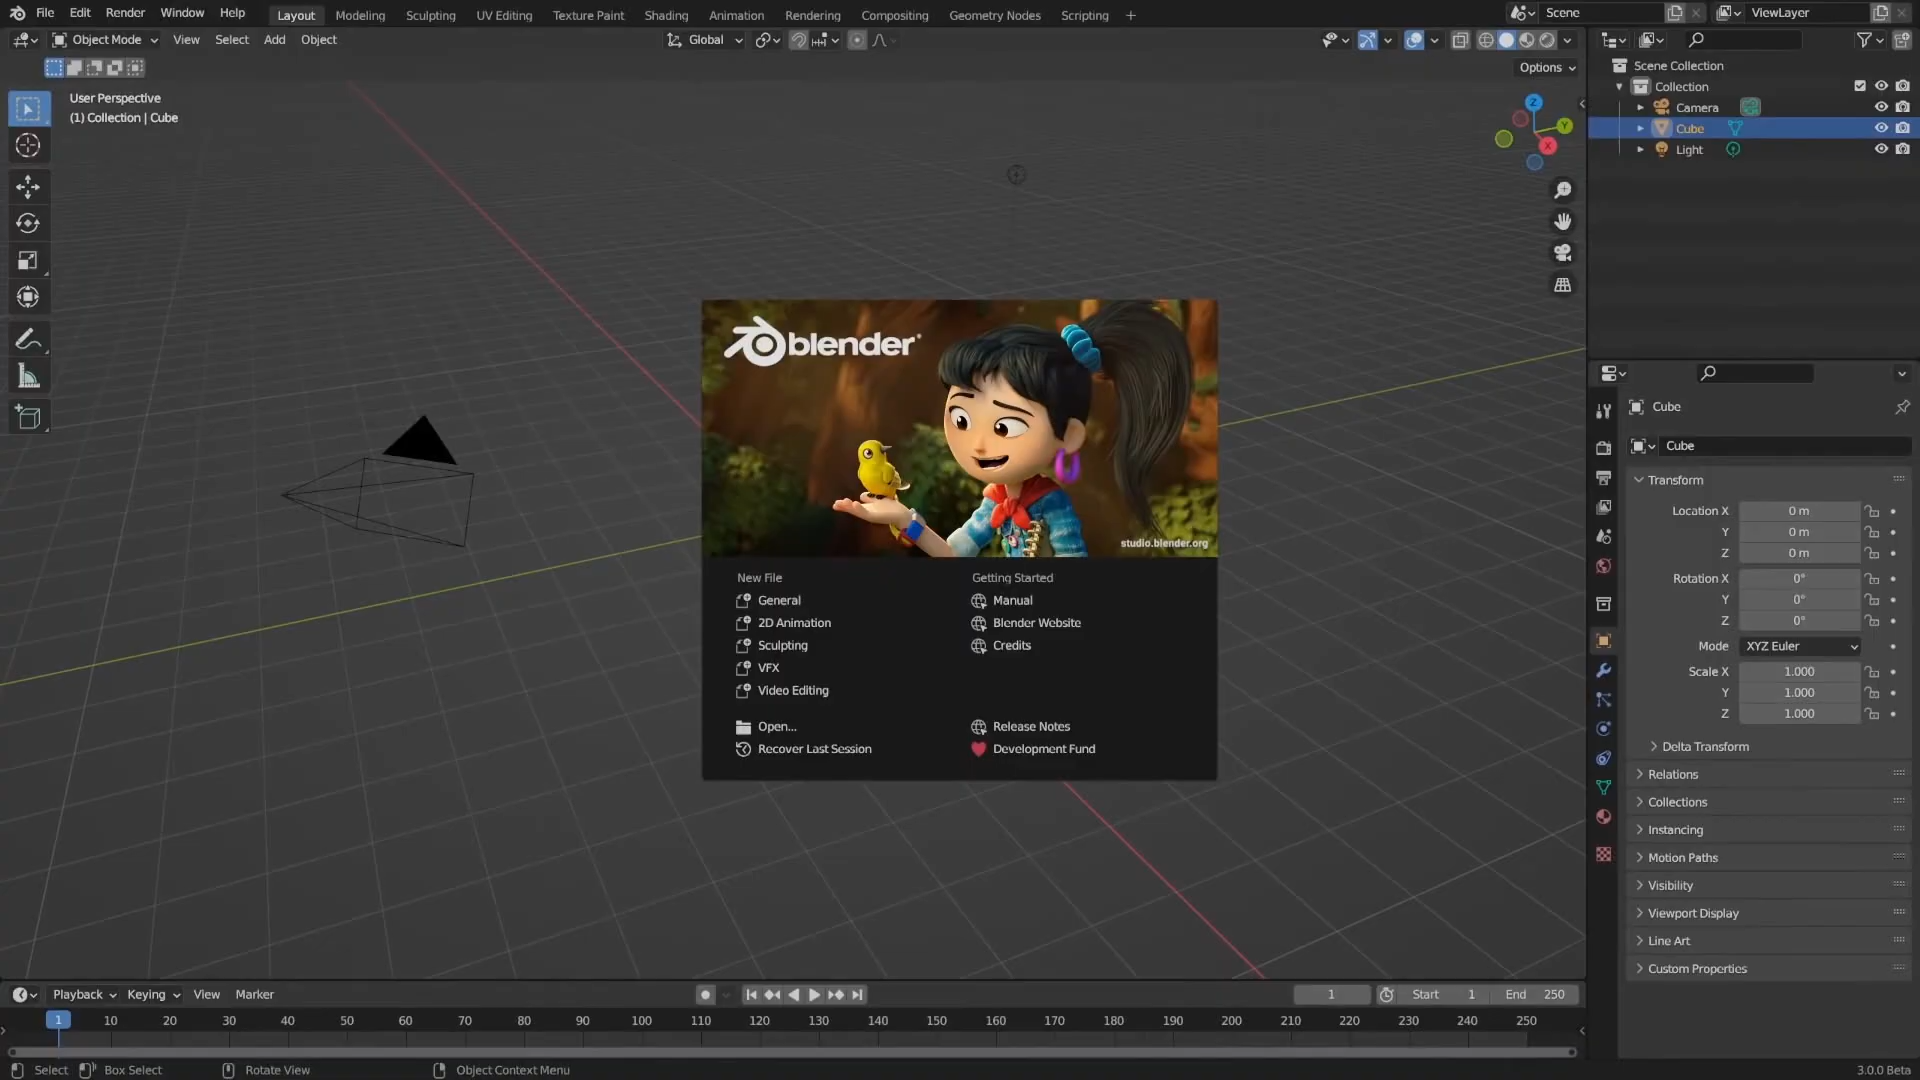 File Edit Render Window Help Layout Modeling Sculpting UV Editing Texture Paint Shading Animation Rendering Compositing Geometry Nodes Scripting + Scene ViewLayer
Object Mode View Select Add Object Global
Options
User Perspective
(1) Collection | Cube
Z
Y
X
Scene Collection
Collection
Camera
Cube
Light
blender
studio.blender.org
New File
General
2D Animation
Sculpting
VFX
Video Editing
Open...
Recover Last Session
Getting Started
Manual
Blender Website
Credits
Release Notes
Development Fund
Cube
Cube
Transform
Location X 0 m
Y 0 m
Z 0 m
Rotation X 0°
Y 0°
Z 0°
Mode XYZ Euler
Scale X 1.000
Y 1.000
Z 1.000
Delta Transform
Relations
Collections
Instancing
Motion Paths
Visibility
Viewport Display
Line Art
Custom Properties
Playback Keying View Marker 1 Start 1 End 250
1 10 20 30 40 50 60 70 80 90 100 110 120 130 140 150 160 170 180 190 200 210 220 230 240 250
Select Box Select Rotate View Object Context Menu 3.0.0 Beta